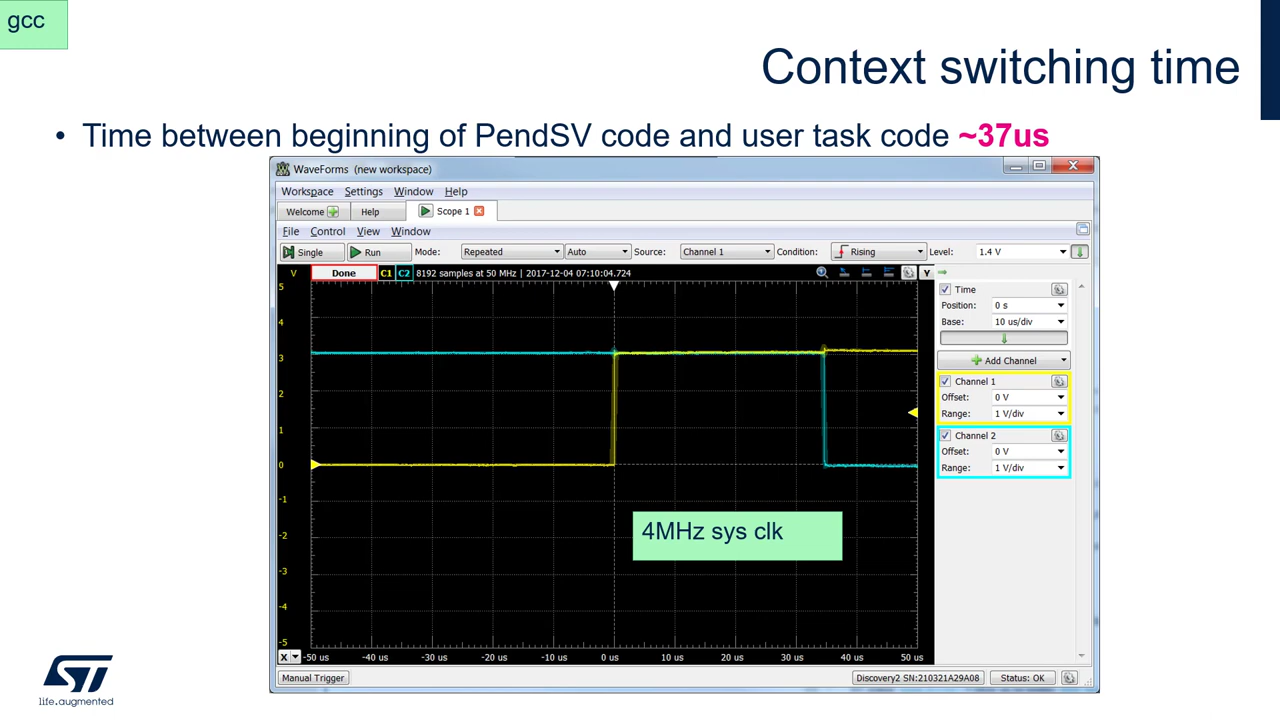 gcc
Context switching time
• Time between beginning of PendSV code and user task code ~37us
WaveForms (new workspace)
Workspace Settings Window Help
Welcome Help Scope 1
File Control View Window
Single Run Mode: Repeated Auto Source: Channel 1 Condition: Rising Level: 1.4 V
V Done C1 C2 8192 samples at 50 MHz | 2017-12-04 07:10:04.724 Y
5
4
3
2
1
0
-1
-2
-3
-4
-5
Time
Position: 0 s
Base: 10 us/div
Add Channel
Channel 1
Offset: 0 V
Range: 1 V/div
Channel 2
Offset: 0 V
Range: 1 V/div
4MHz sys clk
X -50 us -40 us -30 us -20 us -10 us 0 us 10 us 20 us 30 us 40 us 50 us
Manual Trigger Discovery2 SN:210321A29A08 Status: OK
ST
life.augmented